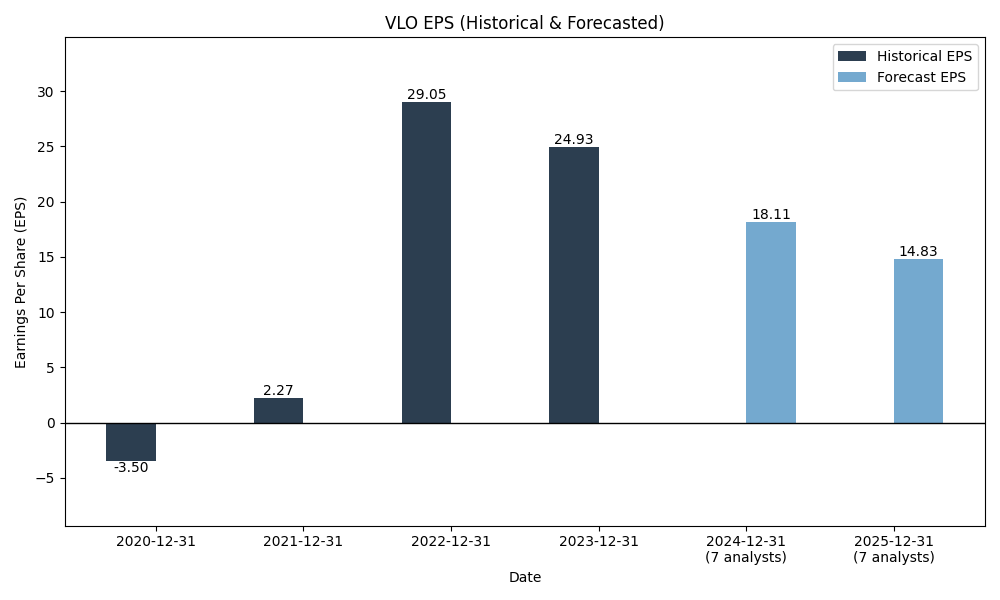 VLO EPS (Historical & Forecasted)
Historical EPS
Forecast EPS
Earnings Per Share (EPS)
30
25
20
15
10
5
0
−5
-3.50
2.27
29.05
24.93
18.11
14.83
2020-12-31
2021-12-31
2022-12-31
2023-12-31
2024-12-31
(7 analysts)
2025-12-31
(7 analysts)
Date